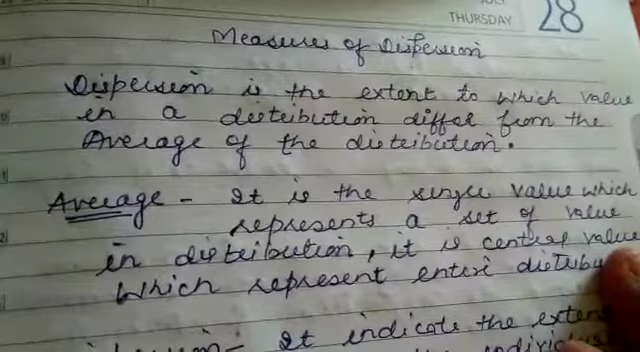 THURSDAY 28
Measures of Dispersion
Dispersion is the extent to which value
in a distribution differ from the
Average of the distribution.
Average - It is the single value which
represents a set of value
in distribution, it is central value
which represent entire distribu
It indicate the exten